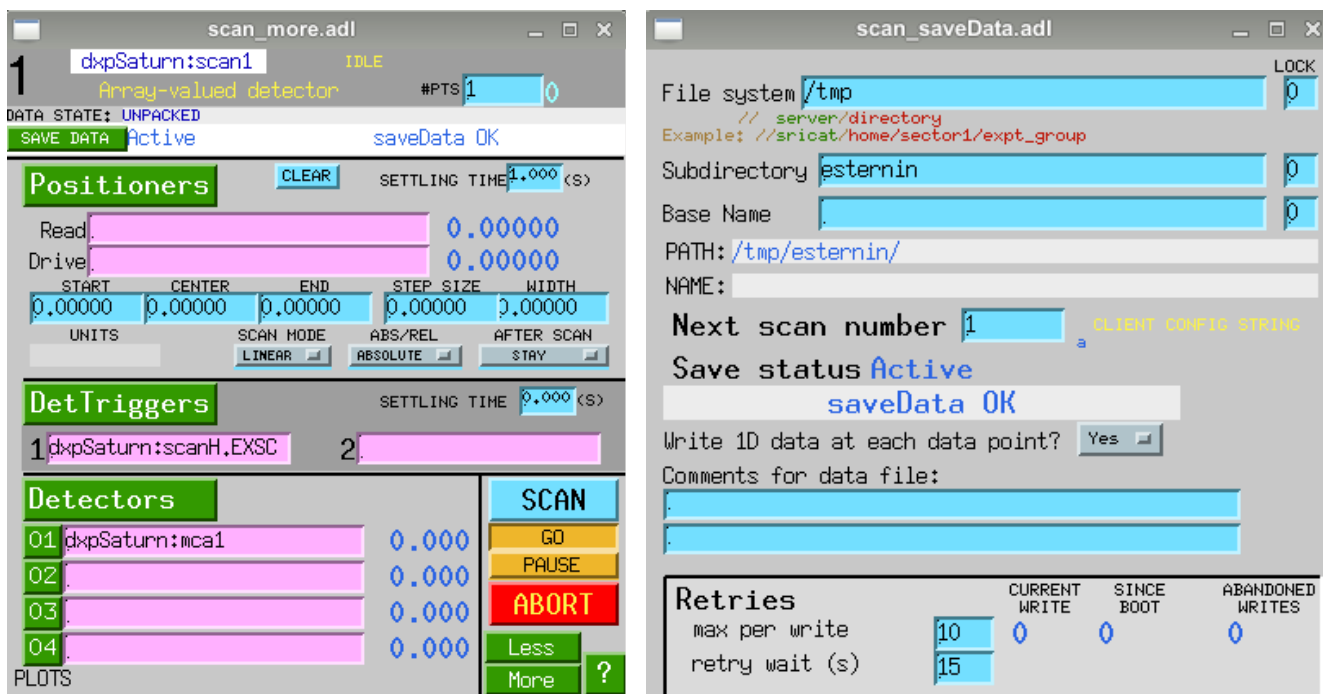 scan_more.adl
1
dxpSaturn:scan1
IDLE
Array-valued detector
#PTS 1
0
DATA STATE: UNPACKED
SAVE DATA Active
saveData OK
Positioners
CLEAR
SETTLING TIME 1.000 (S)
Read
0.00000
Drive
0.00000
START CENTER END STEP SIZE WIDTH
0.00000 0.00000 0.00000 0.00000 0.00000
UNITS SCAN MODE ABS/REL AFTER SCAN
LINEAR ABSOLUTE STAY
DetTriggers
SETTLING TIME 0.000 (S)
1 dxpSaturn:scanH.EXSC 2
Detectors
01 dxpSaturn:mca1 0.000
02 0.000
03 0.000
04 0.000
PLOTS
SCAN
GO
PAUSE
ABORT
Less
More
?
scan_saveData.adl
LOCK
File system /tmp 0
// server/directory
Example: //sricat/home/sector1/expt_group
Subdirectory esternin 0
Base Name 0
PATH: /tmp/esternin/
NAME:
Next scan number 1
a
CLIENT CONFIG STRING
Save status Active
saveData OK
Write 1D data at each data point? Yes
Comments for data file:
Retries
CURRENT WRITE
SINCE BOOT
ABANDONED WRITES
max per write 10 0 0 0
retry wait (s) 15